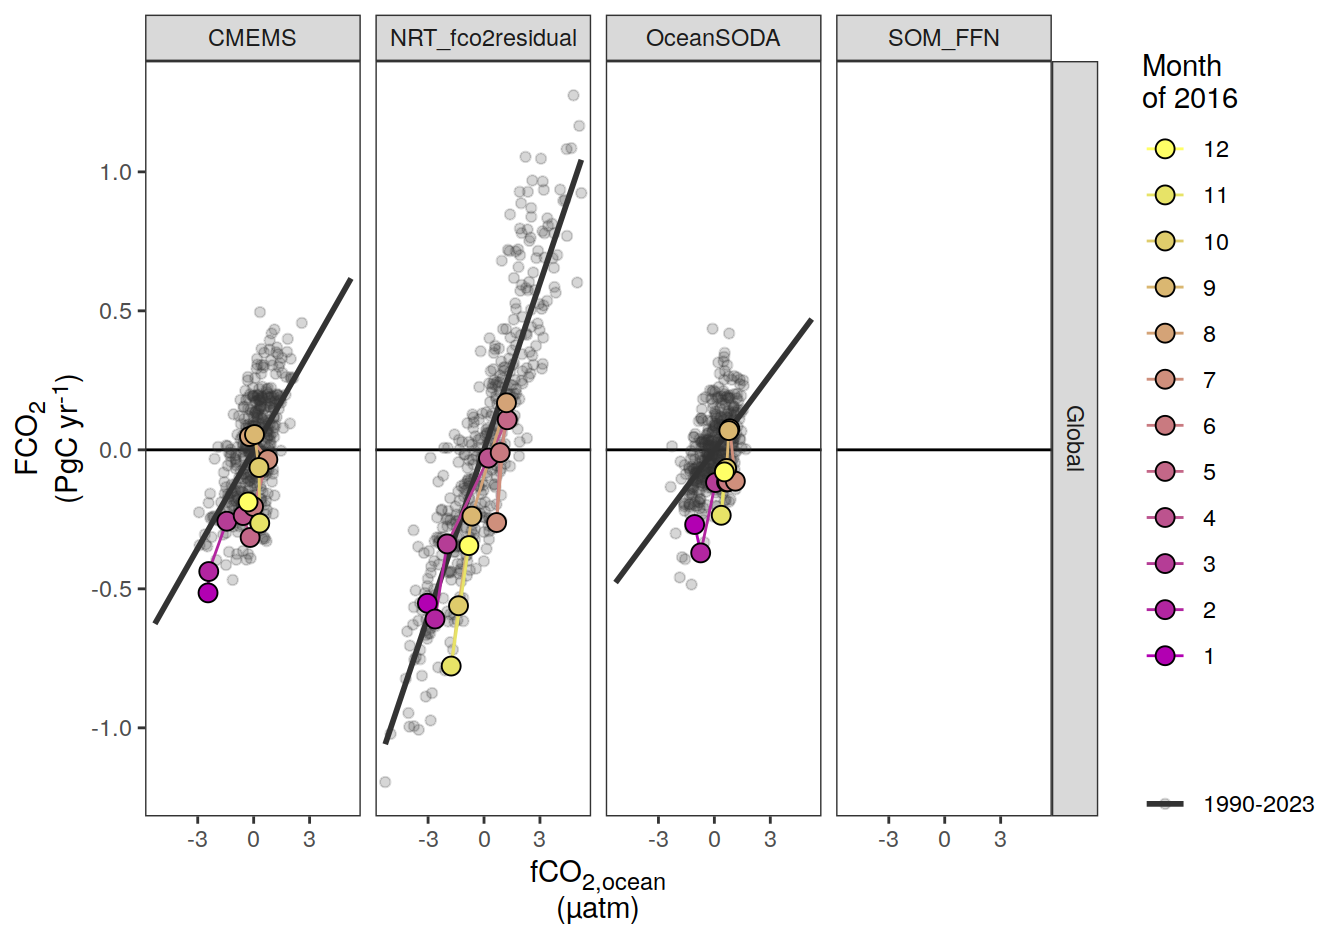 CMEMS NRT_fco2residual OceanSODA SOM_FFN
Global
FCO2
(PgC yr-1)
1.0
0.5
0.0
-0.5
-1.0
-3 0 3 -3 0 3 -3 0 3 -3 0 3
fCO2,ocean
(µatm)
Month
of 2016
12
11
10
9
8
7
6
5
4
3
2
1
1990-2023